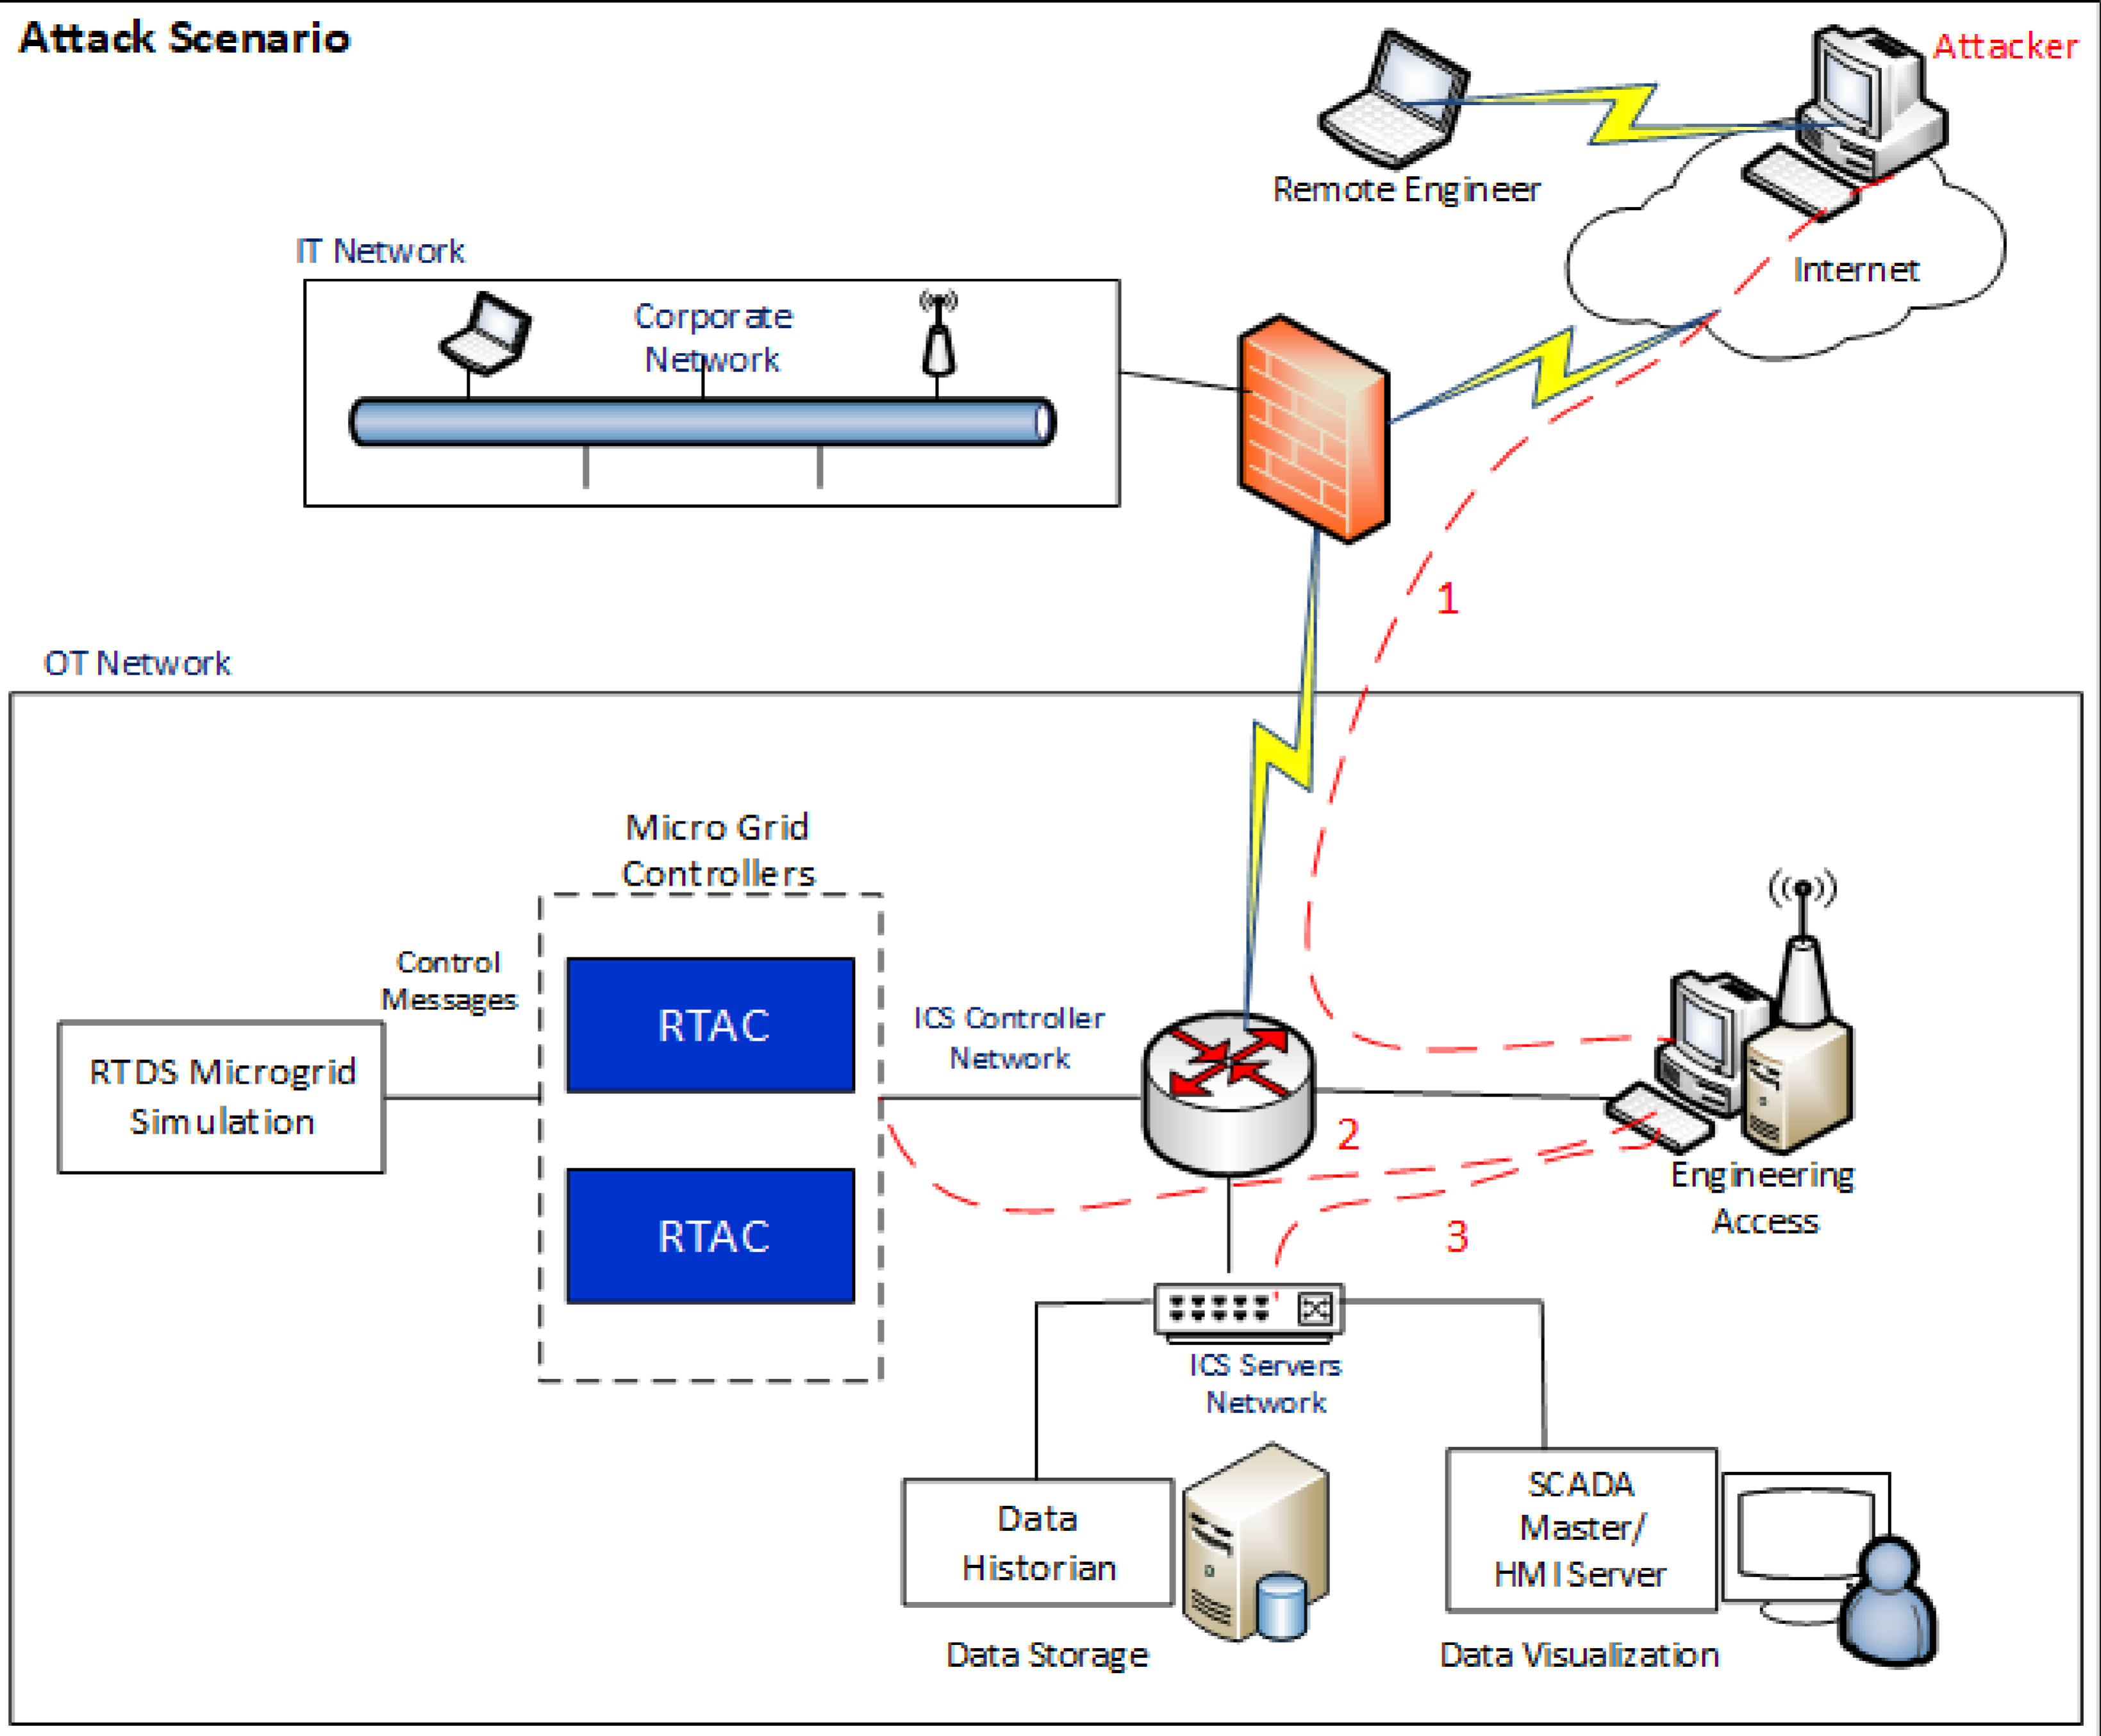 Attack Scenario
Attacker
Remote Engineer
Internet
IT Network
Corporate
Network
1
OT Network
Micro Grid
Controllers
Control
Messages
RTAC
ICS Controller
Network
RTDS Microgrid
Simulation
2
Engineering
Access
RTAC
3
ICS Servers
Network
Data
Historian
SCADA
Master/
HMI Server
Data Storage
Data Visualization